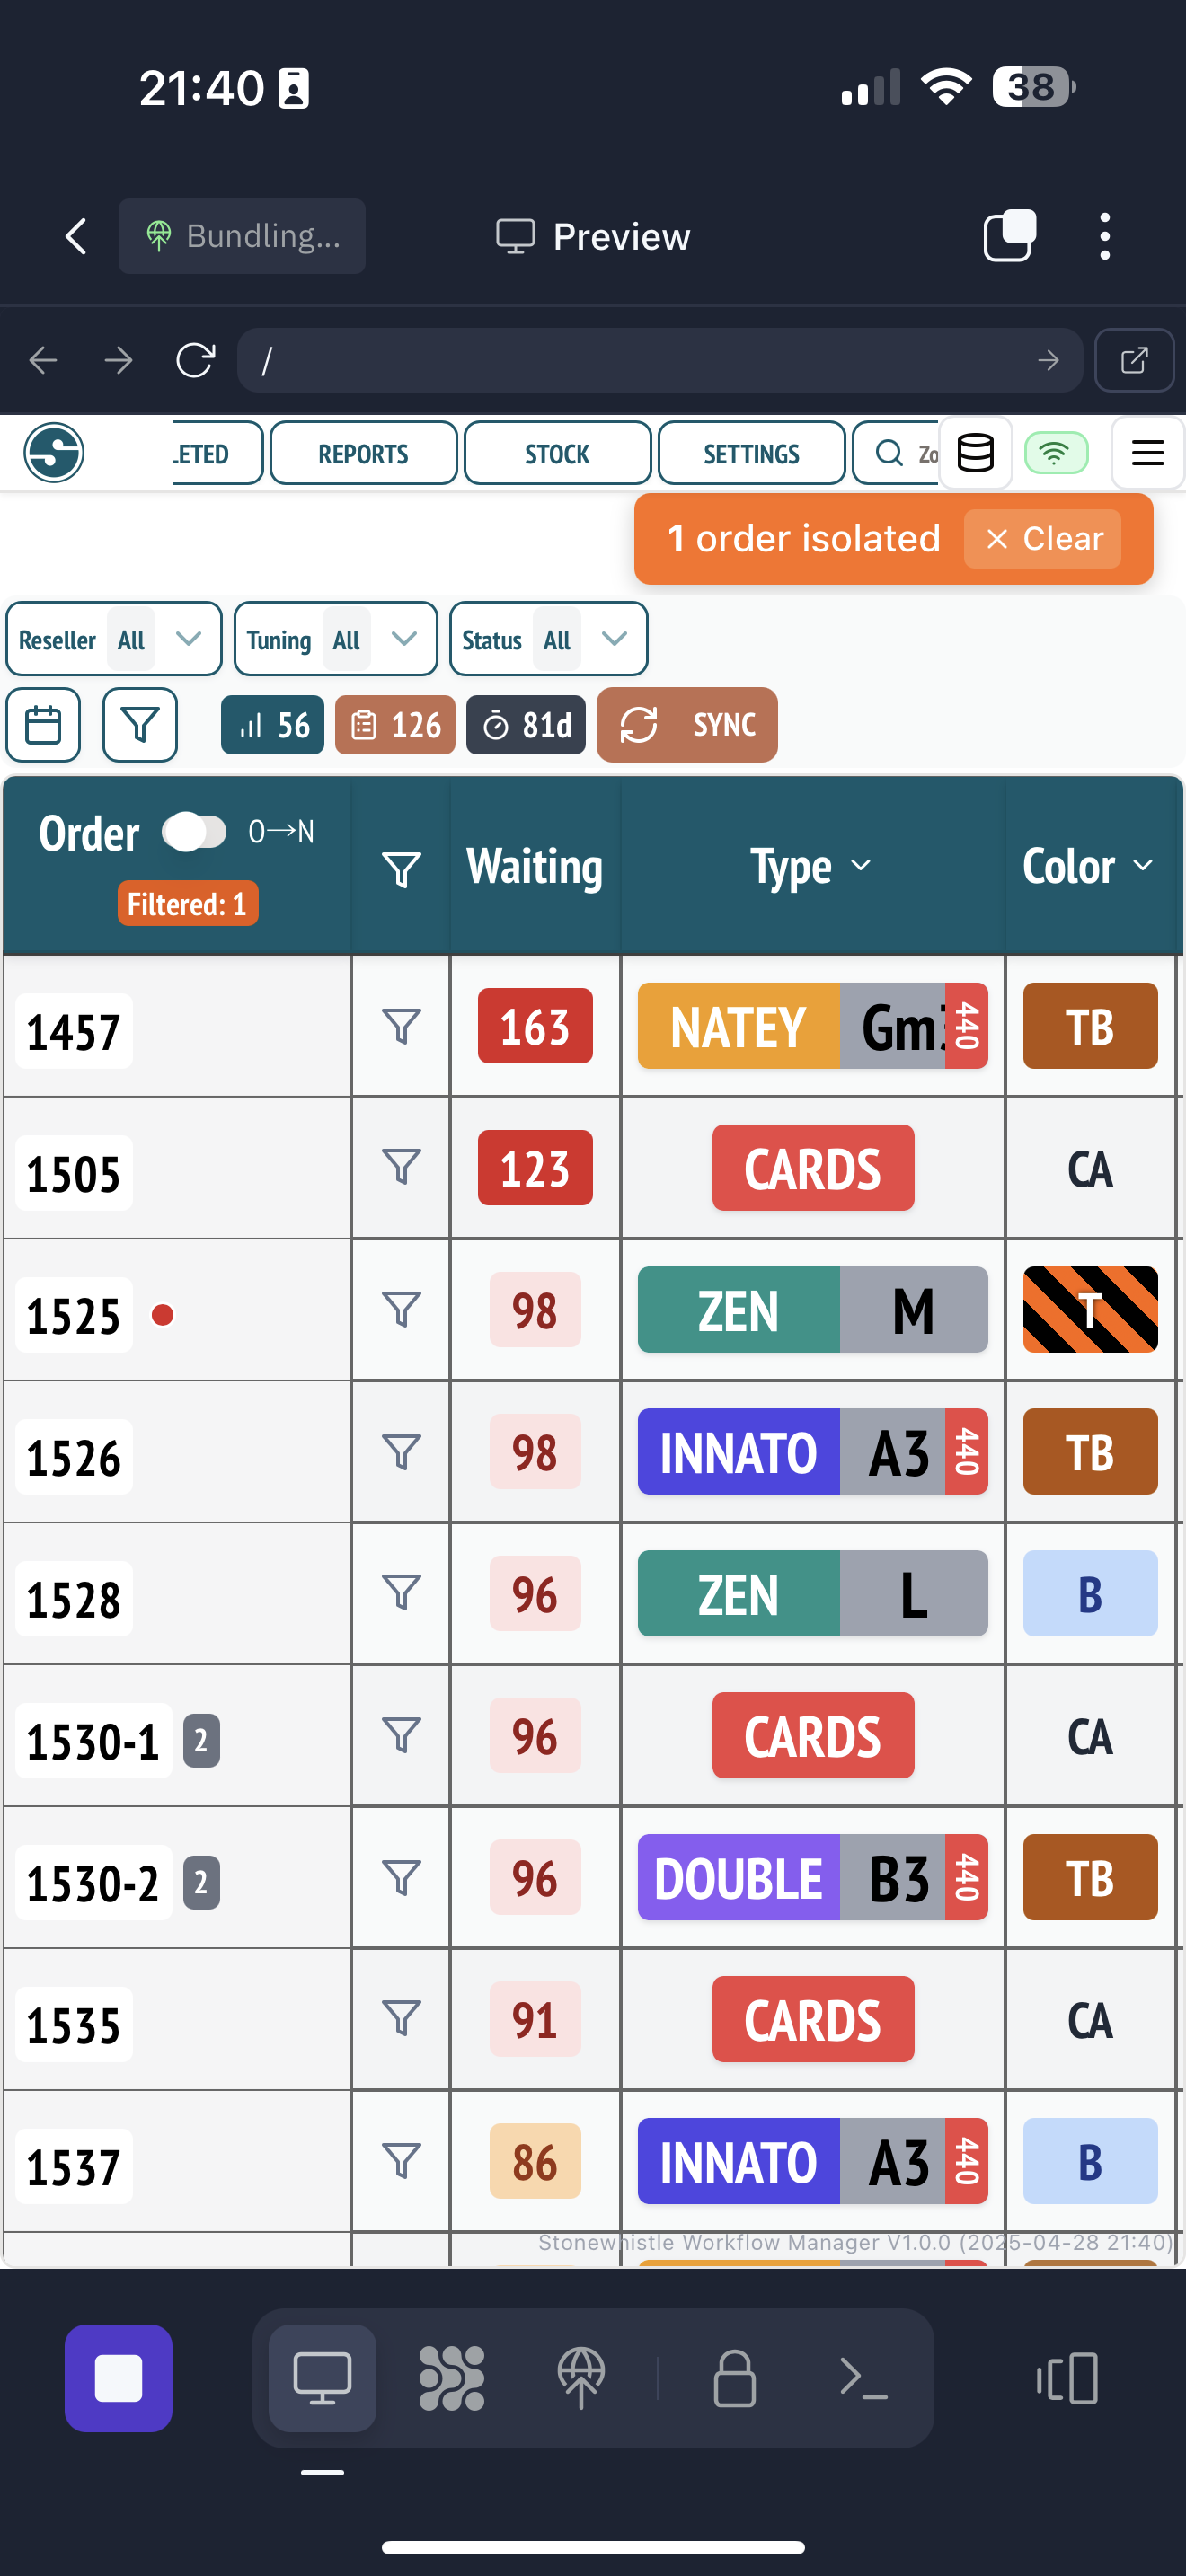 21:40 38
Bundling... Preview
/
LETED REPORTS STOCK SETTINGS Zo
1 order isolated Clear
Reseller All Tuning All Status All
56 126 81d SYNC
Order O→N Waiting Type Color
Filtered: 1
1457 163 NATEY Gm3 440 TB
1505 123 CARDS CA
1525 98 ZEN M T
1526 98 INNATO A3 440 TB
1528 96 ZEN L B
1530-1 2 96 CARDS CA
1530-2 2 96 DOUBLE B3 440 TB
1535 91 CARDS CA
1537 86 INNATO A3 440 B
Stonewhistle Workflow Manager V1.0.0 (2025-04-28 21:40)